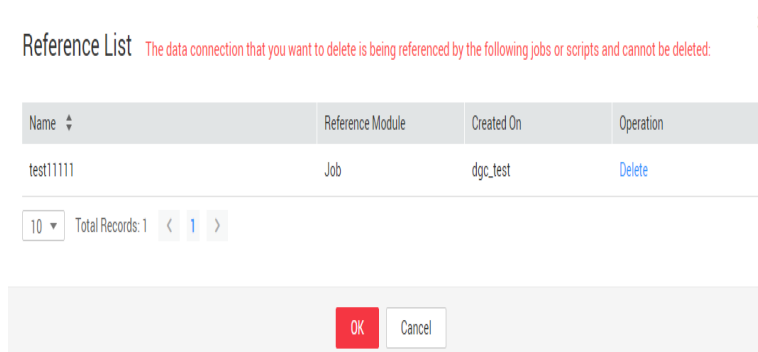 Reference List The data connection that you want to delete is being referenced by the following jobs or scripts and cannot be deleted:
Name Reference Module Created On Operation
test11111 Job dgc_test Delete
10 Total Records: 1 < 1 >
OK Cancel